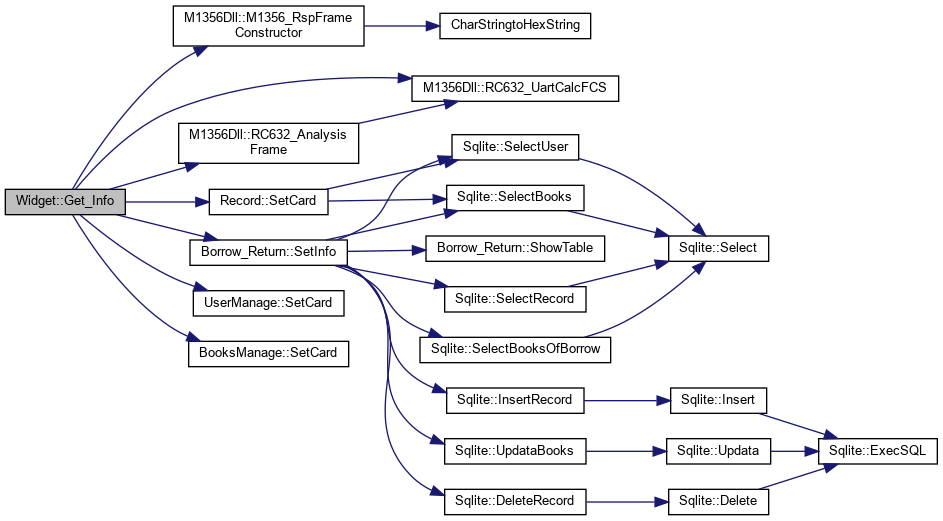 M1356Dll::M1356_RspFrame
Constructor
CharStringtoHexString
M1356Dll::RC632_UartCalcFCS
M1356Dll::RC632_Analysis
Frame
Sqlite::SelectUser
Widget::Get_Info
Record::SetCard
Sqlite::SelectBooks
Borrow_Return::SetInfo
Borrow_Return::ShowTable
Sqlite::Select
UserManage::SetCard
Sqlite::SelectRecord
BooksManage::SetCard
Sqlite::SelectBooksOfBorrow
Sqlite::InsertRecord
Sqlite::Insert
Sqlite::UpdataBooks
Sqlite::Updata
Sqlite::ExecSQL
Sqlite::DeleteRecord
Sqlite::Delete